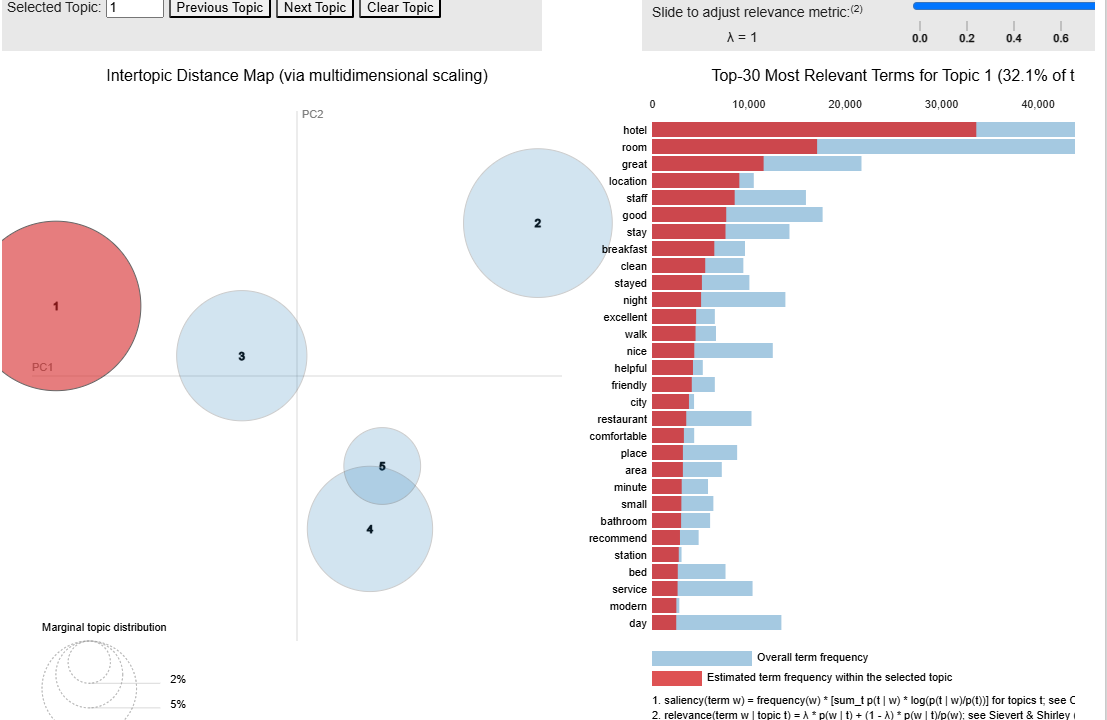 Selected Topic: 1 Previous Topic Next Topic Clear Topic
Slide to adjust relevance metric:(2)
λ = 1
0.0 0.2 0.4 0.6
Intertopic Distance Map (via multidimensional scaling)
PC2
PC1
1
2
3
5
4
Marginal topic distribution
2%
5%
Top-30 Most Relevant Terms for Topic 1 (32.1% of t
0 10,000 20,000 30,000 40,000
hotel
room
great
location
staff
good
stay
breakfast
clean
stayed
night
excellent
walk
nice
helpful
friendly
city
restaurant
comfortable
place
area
minute
small
bathroom
recommend
station
bed
service
modern
day
Overall term frequency
Estimated term frequency within the selected topic
1. saliency(term w) = frequency(w) * [sum_t p(t | w) * log(p(t | w)/p(t))] for topics t; see C
2. relevance(term w | topic t) = λ * p(w | t) + (1 - λ) * p(w | t)/p(w); see Sievert & Shirley (